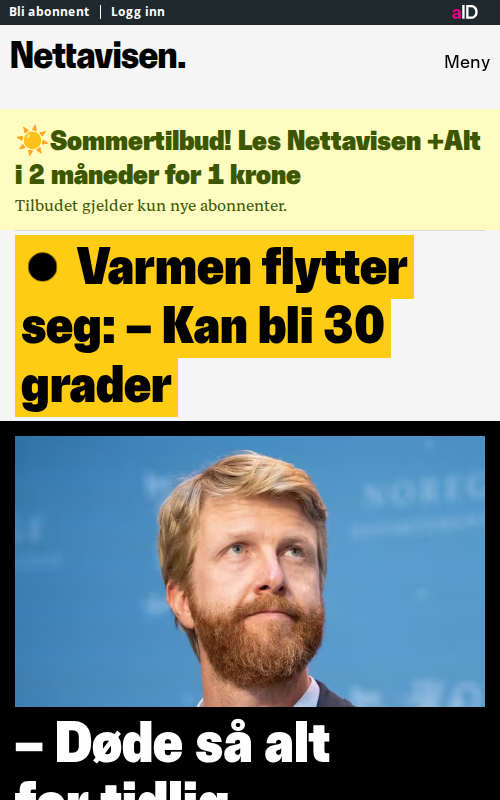 Bli abonnent | Logg inn
aID
Nettavisen.
Meny
☀️Sommertilbud! Les Nettavisen +Alt
i 2 måneder for 1 krone
Tilbudet gjelder kun nye abonnenter.
● Varmen flytter
seg: – Kan bli 30
grader
NOREG
– Døde så alt
for tidlig